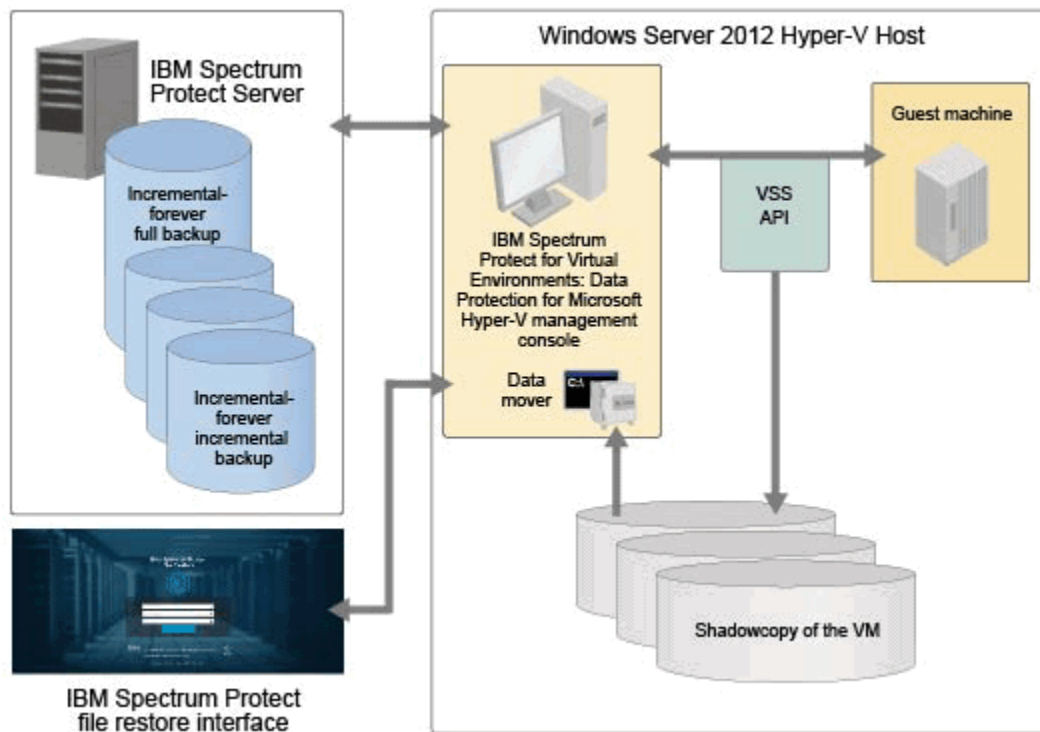 IBM Spectrum
Protect Server
Incremental-
forever
full backup
Incremental-
forever
incremental
backup
IBM Spectrum Protect
file restore interface
Windows Server 2012 Hyper-V Host
IBM Spectrum
Protect for Virtual
Environments: Data
Protection for Microsoft
Hyper-V management
console
Data
mover
C:\
VSS
API
Guest machine
Shadowcopy of the VM